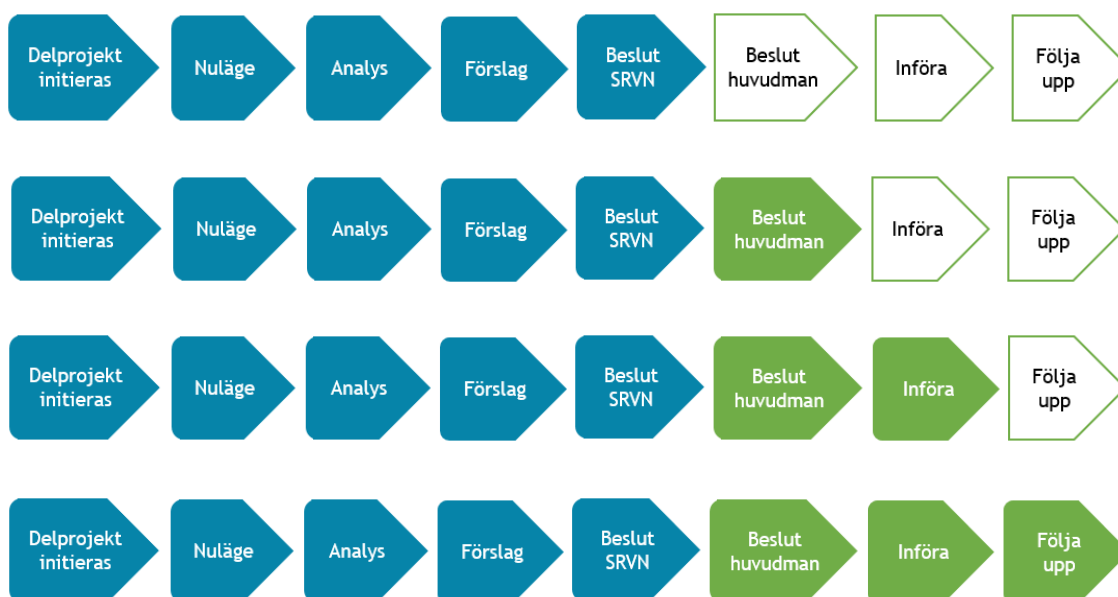 Delprojekt
initieras
Nuläge
Analys
Förslag
Beslut
SRVN
Beslut
huvudman
Införa
Följa
upp
Delprojekt
initieras
Nuläge
Analys
Förslag
Beslut
SRVN
Beslut
huvudman
Införa
Följa
upp
Delprojekt
initieras
Nuläge
Analys
Förslag
Beslut
SRVN
Beslut
huvudman
Införa
Följa
upp
Delprojekt
initieras
Nuläge
Analys
Förslag
Beslut
SRVN
Beslut
huvudman
Införa
Följa
upp